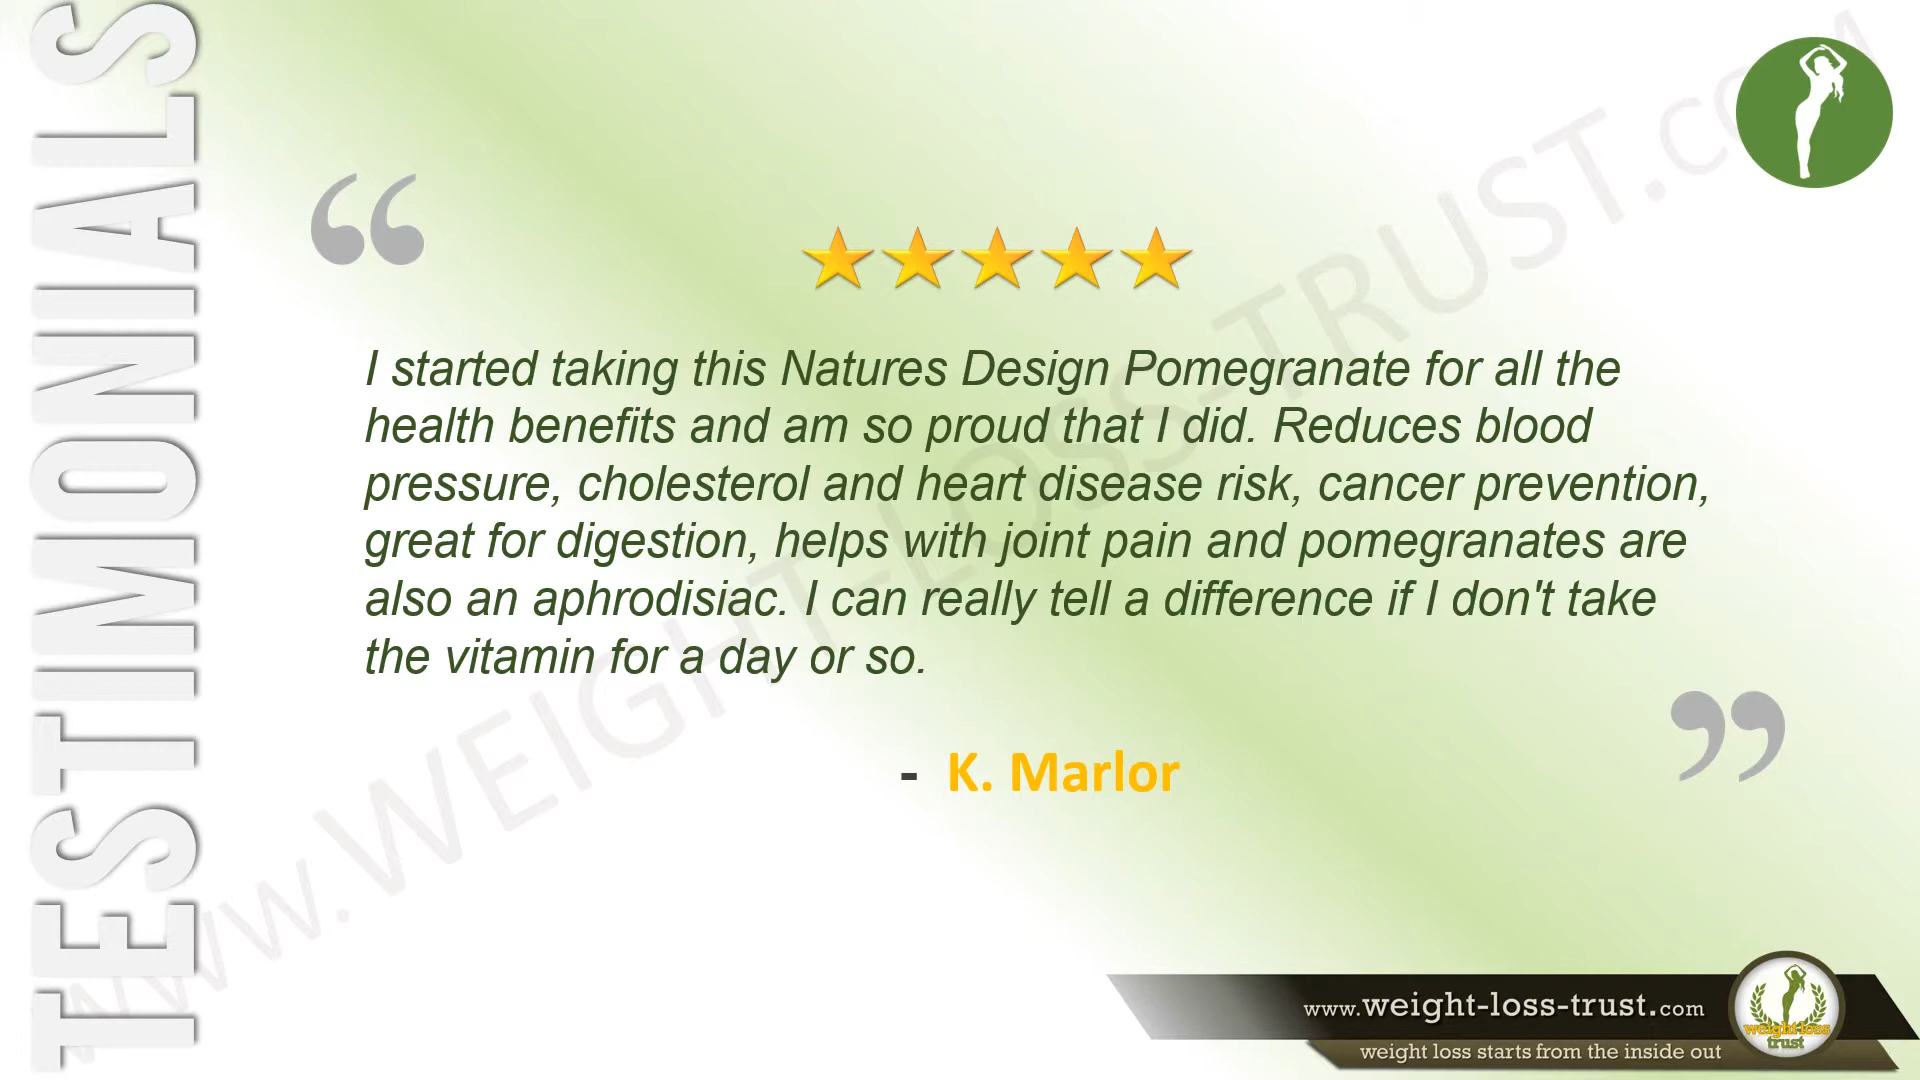 TESTIMONIALS
“
I started taking this Natures Design Pomegranate for all the
health benefits and am so proud that I did. Reduces blood
pressure, cholesterol and heart disease risk, cancer prevention,
great for digestion, helps with joint pain and pomegranates are
also an aphrodisiac. I can really tell a difference if I don't take
the vitamin for a day or so.
”
- K. Marlor
www.WEIGHT-LOSS-TRUST.COM
www.weight-loss-trust.com
weight loss starts from the inside out
weight loss
trust